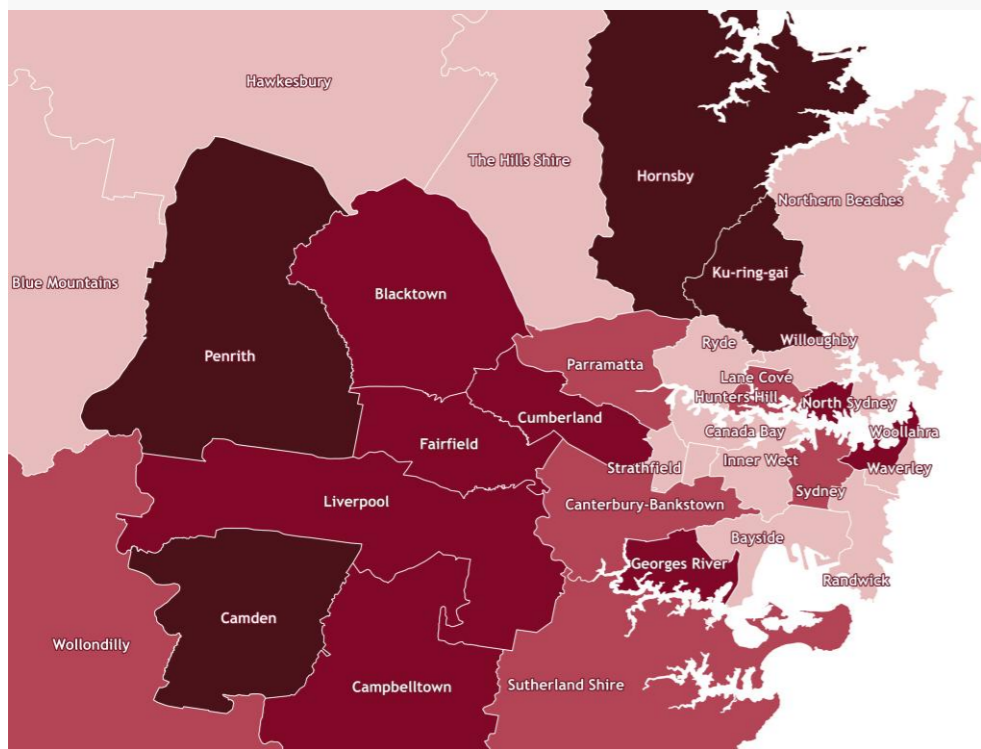 Hawkesbury
The Hills Shire
Hornsby
Northern Beaches
Blue Mountains
Ku-ring-gai
Blacktown
Penrith
Ryde
Willoughby
Parramatta
Lane Cove
Hunters Hill
North Sydney
Cumberland
Canada Bay
Woollahra
Fairfield
Strathfield
Inner West
Waverley
Liverpool
Canterbury-Bankstown
Sydney
Bayside
Georges River
Randwick
Camden
Wollondilly
Campbelltown
Sutherland Shire